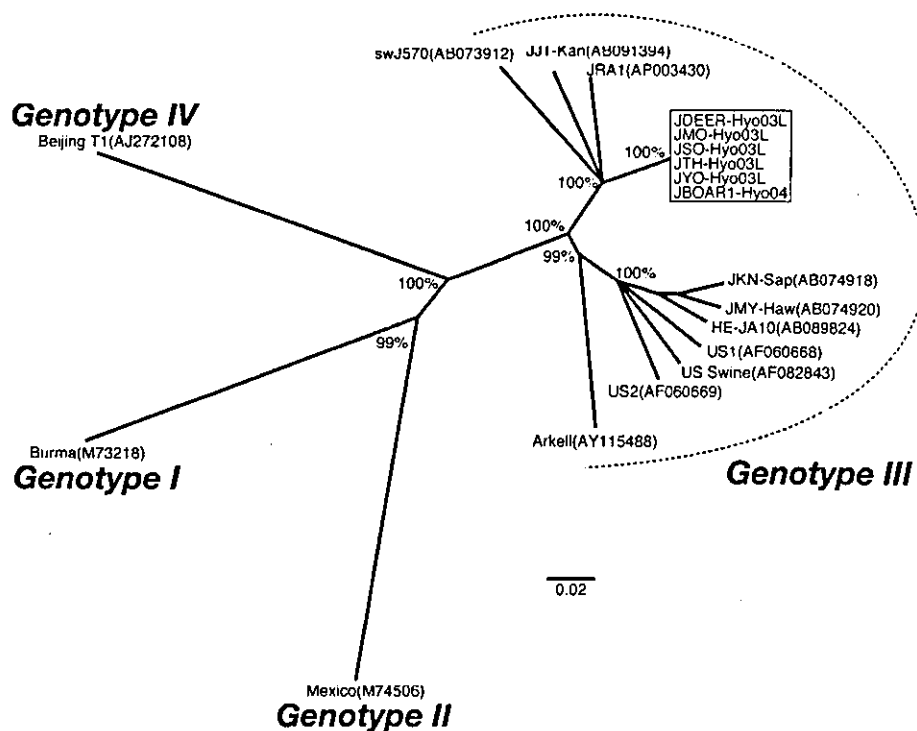 swJ570(AB073912)
JJT-Kan(AB091394)
JRA1(AP003430)
Genotype IV
Beijing T1(AJ272108)
JDEER-Hyo03L
JMO-Hyo03L
JSO-Hyo03L
JTH-Hyo03L
JYO-Hyo03L
JBOAR1-Hyo04
100%
100%
100%
99%
100%
100%
99%
JKN-Sap(AB074918)
JMY-Haw(AB074920)
HE-JA10(AB089824)
US1(AF060668)
US Swine(AF082843)
US2(AF060669)
Arkell(AY115488)
Burma(M73218)
Genotype I
Genotype III
0.02
Mexico(M74506)
Genotype II